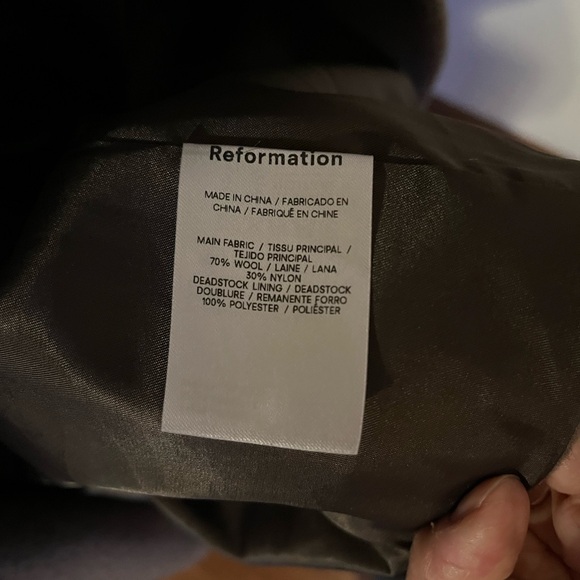 Reformation
MADE IN CHINA / FABRICADO EN
CHINA / FABRIQUÉ EN CHINE
MAIN FABRIC / TISSU PRINCIPAL /
TEJIDO PRINCIPAL
70% WOOL / LAINE / LANA
30% NYLON
DEADSTOCK LINING / DEADSTOCK
DOUBLURE / REMANENTE FORRO
100% POLYESTER / POLIÉSTER